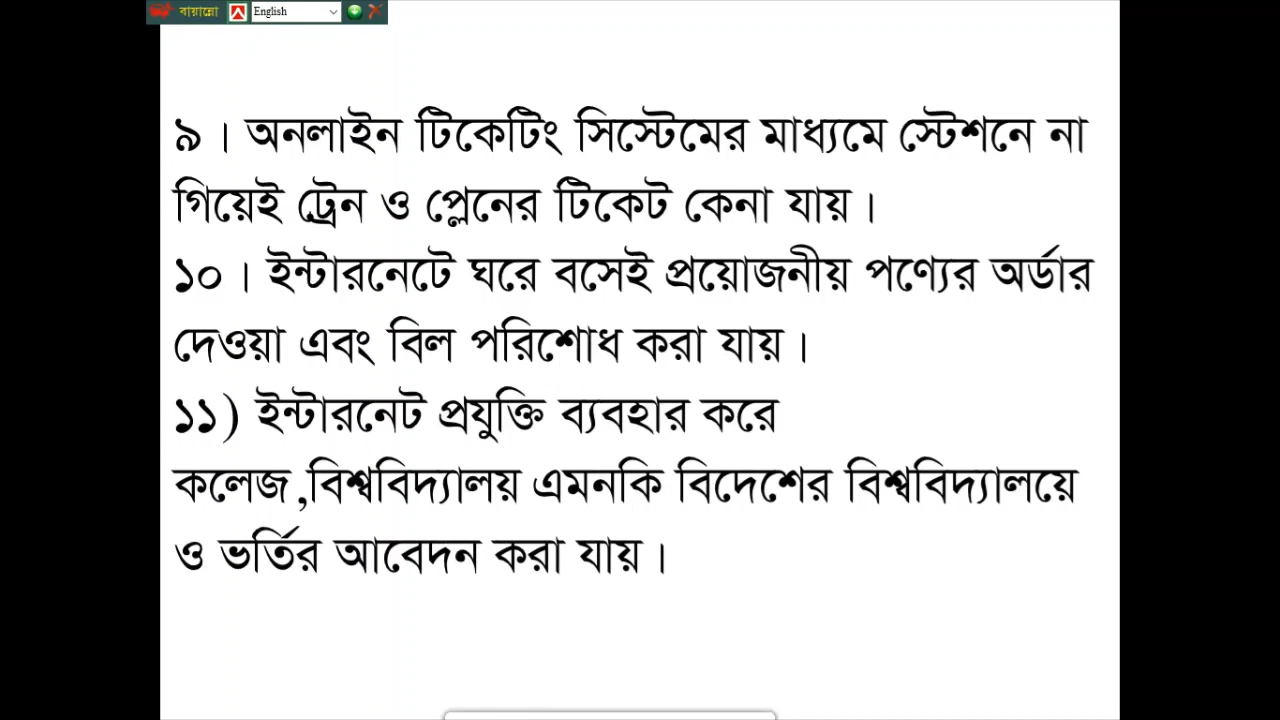 বায়ান্নো English
৯। অনলাইন টিকেটিং সিস্টেমের মাধ্যমে স্টেশনে না
গিয়েই ট্রেন ও প্লেনের টিকেট কেনা যায়।
১০। ইন্টারনেটে ঘরে বসেই প্রয়োজনীয় পণ্যের অর্ডার
দেওয়া এবং বিল পরিশোধ করা যায়।
১১) ইন্টারনেট প্রযুক্তি ব্যবহার করে
কলেজ,বিশ্ববিদ্যালয় এমনকি বিদেশের বিশ্ববিদ্যালয়ে
ও ভর্তির আবেদন করা যায়।